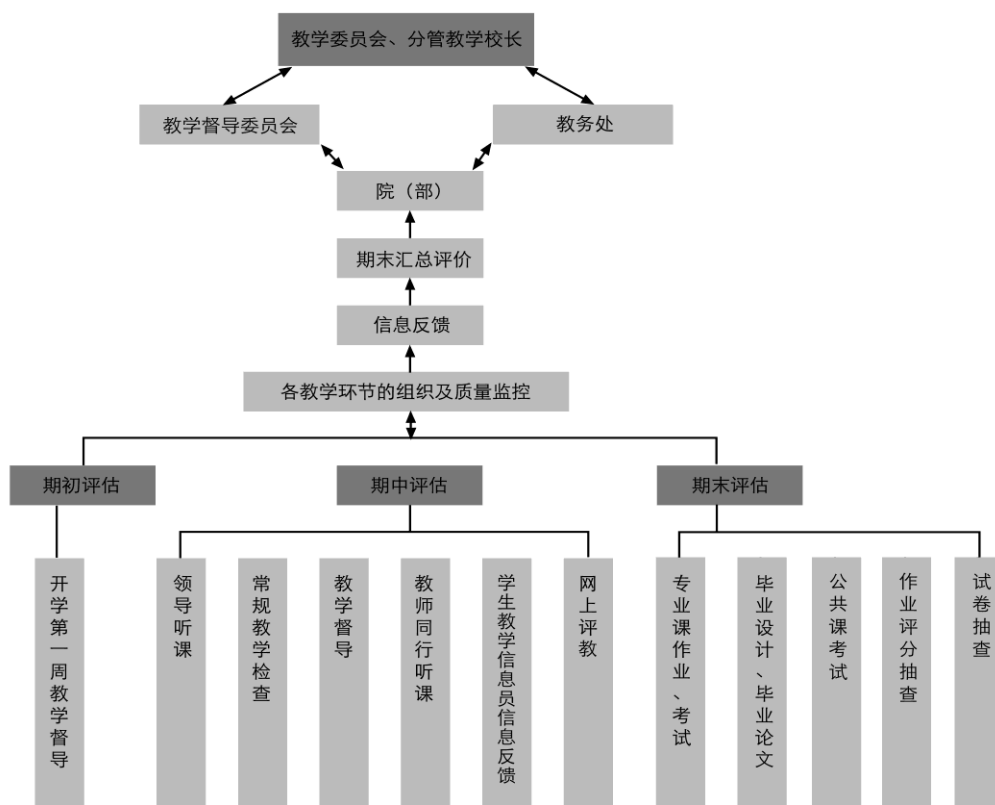 教学委员会、分管教学校长
教学督导委员会
教务处
院（部）
期末汇总评价
信息反馈
各教学环节的组织及质量监控
期初评估
期中评估
期末评估
开学第一周教学督导
领导听课
常规教学检查
教学督导
教师同行听课
学生教学信息员信息反馈
网上评教
专业课作业、考试
毕业设计、毕业论文
公共课考试
作业评分抽查
试卷抽查